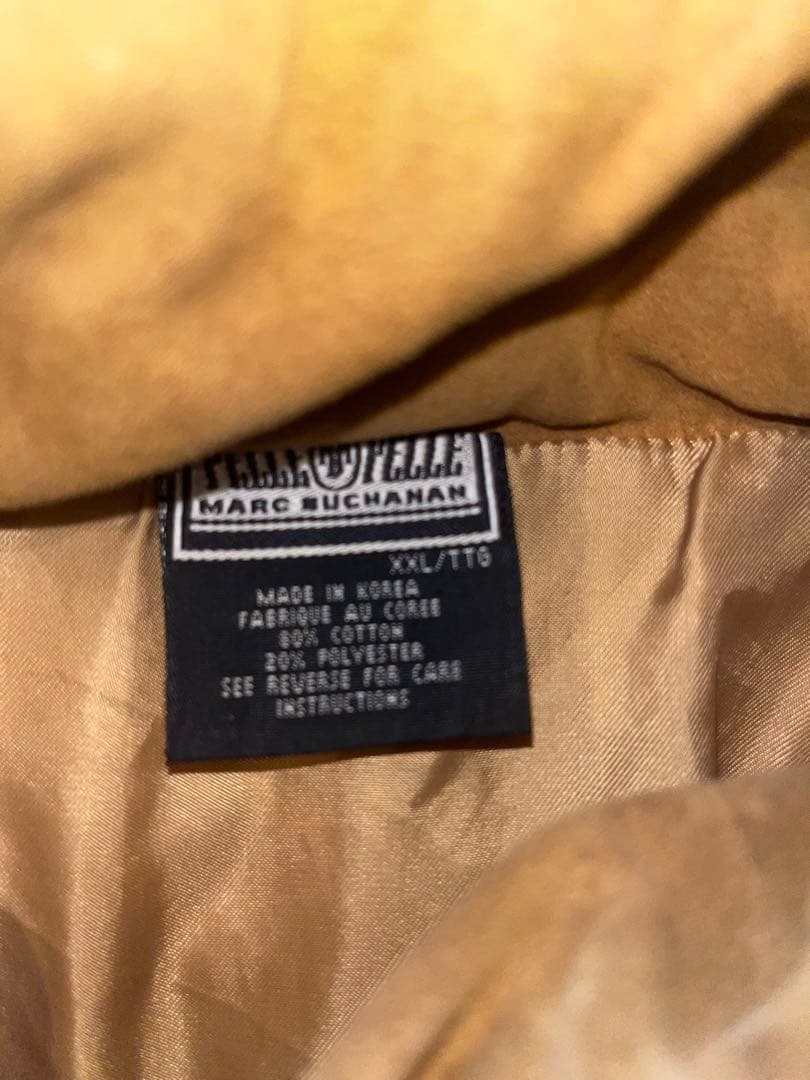 PELLE PELLE
MARC BUCHANAN
XXL/TTG
MADE IN KOREA
FABRIQUE AU COREE
80% COTTON
20% POLYESTER
SEE REVERSE FOR CARE
INSTRUCTIONS